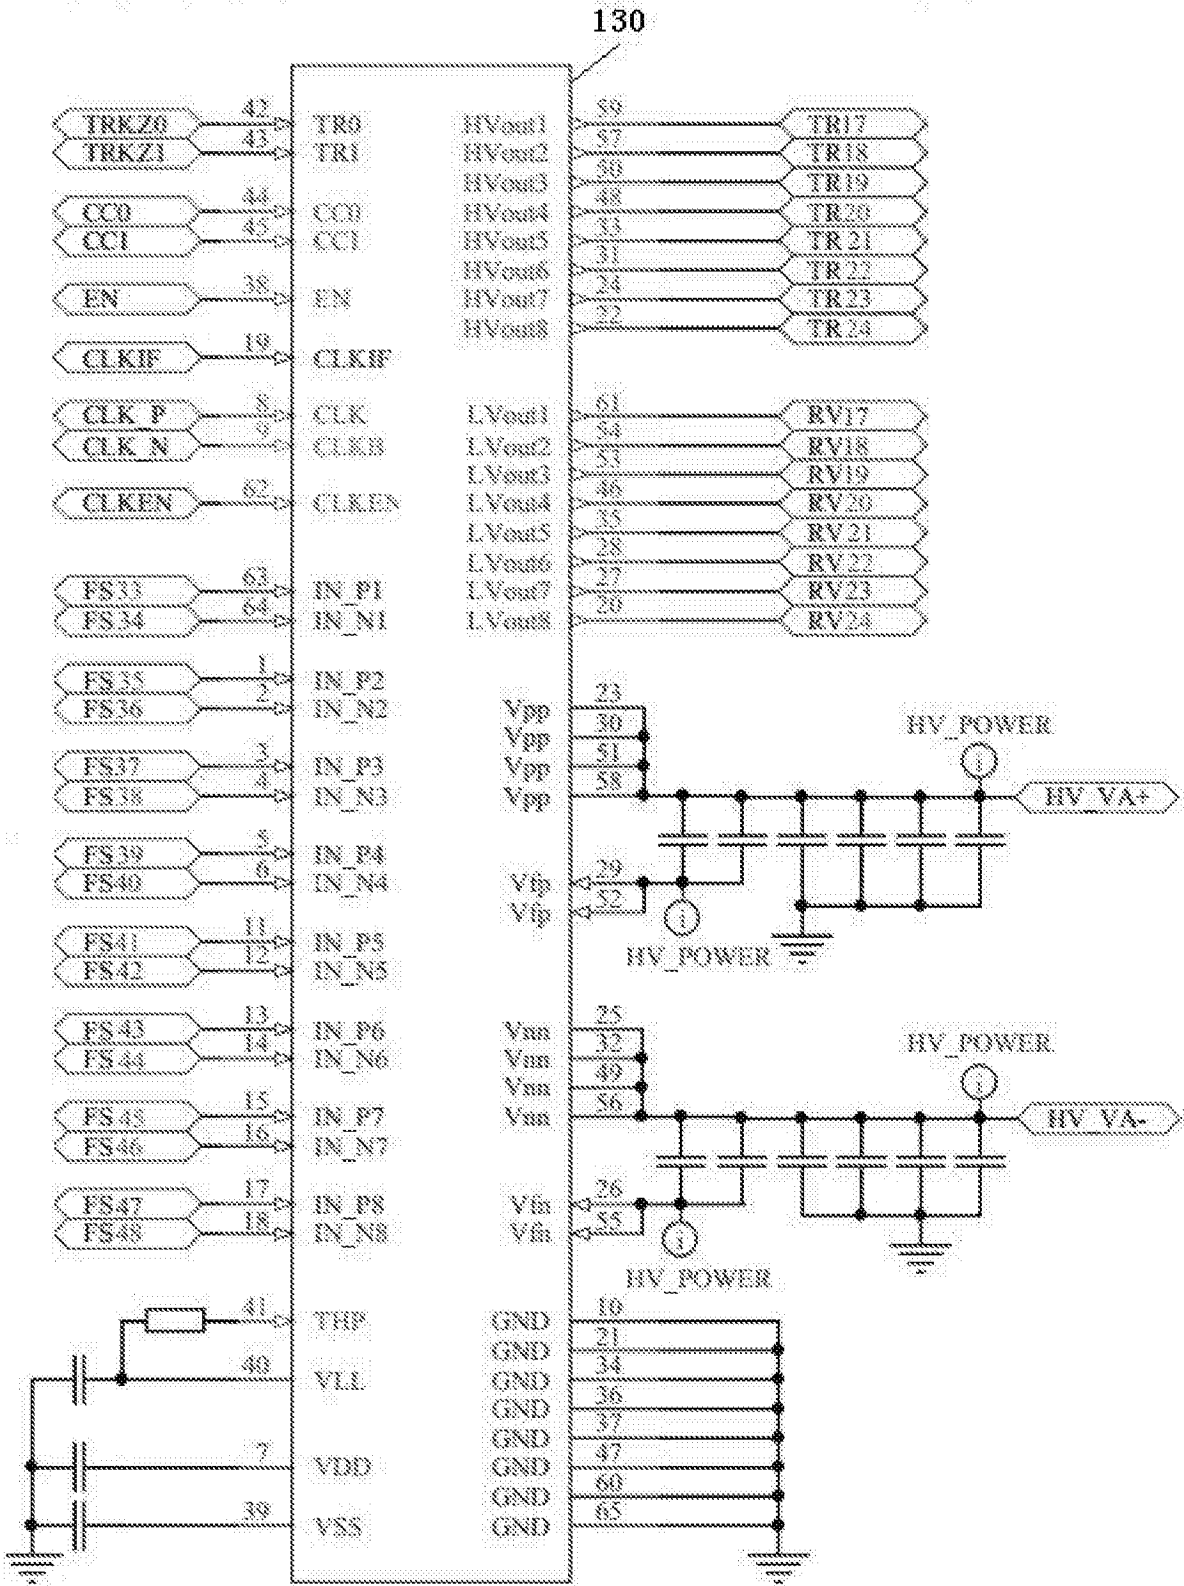 130
42 59
TRKZ0 TR0 HVout1 TR17
43 57
TRKZ1 TR1 HVout2 TR18
50
HVout3 TR19
44 48
CC0 CC0 HVout4 TR20
45 33
CC1 CC1 HVout5 TR21
31
HVout6 TR22
38 24
EN EN HVout7 TR23
22
HVout8 TR24
19
CLKIF CLKIF
8 61
CLK_P CLK LVout1 RV17
9 54
CLK_N CLKB LVout2 RV18
53
LVout3 RV19
62 46
CLKEN CLKEN LVout4 RV20
35
LVout5 RV21
28
LVout6 RV22
63 27
FS33 IN_P1 LVout7 RV23
64 20
FS34 IN_N1 LVout8 RV24
1
FS35 IN_P2
2 23
FS36 IN_N2 Vpp
30 HV_POWER
Vpp
3 51
FS37 IN_P3 Vpp i
4 58
FS38 IN_N3 Vpp HV_VA+
5
FS39 IN_P4
6 29
FS40 IN_N4 Vfp
52
Vfp i
11
FS41 IN_P5 HV_POWER
12
FS42 IN_N5
13 25
FS43 IN_P6 Vnn
14 32 HV_POWER
FS44 IN_N6 Vnn
49
Vnn i
15 56
FS45 IN_P7 Vnn HV_VA-
16
FS46 IN_N7
17 26
FS47 IN_P8 Vfn
18 55
FS48 IN_N8 Vfn i
HV_POWER
41 10
THP GND
21
GND
40 34
VLL GND
36
GND
37
GND
7 47
VDD GND
60
GND
39 65
VSS GND